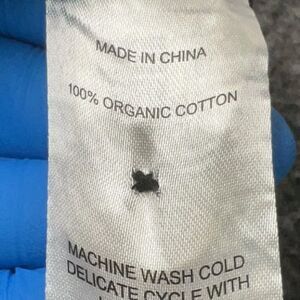 MADE IN CHINA
100% ORGANIC COTTON
MACHINE WASH COLD
DELICATE CYCLE WITH